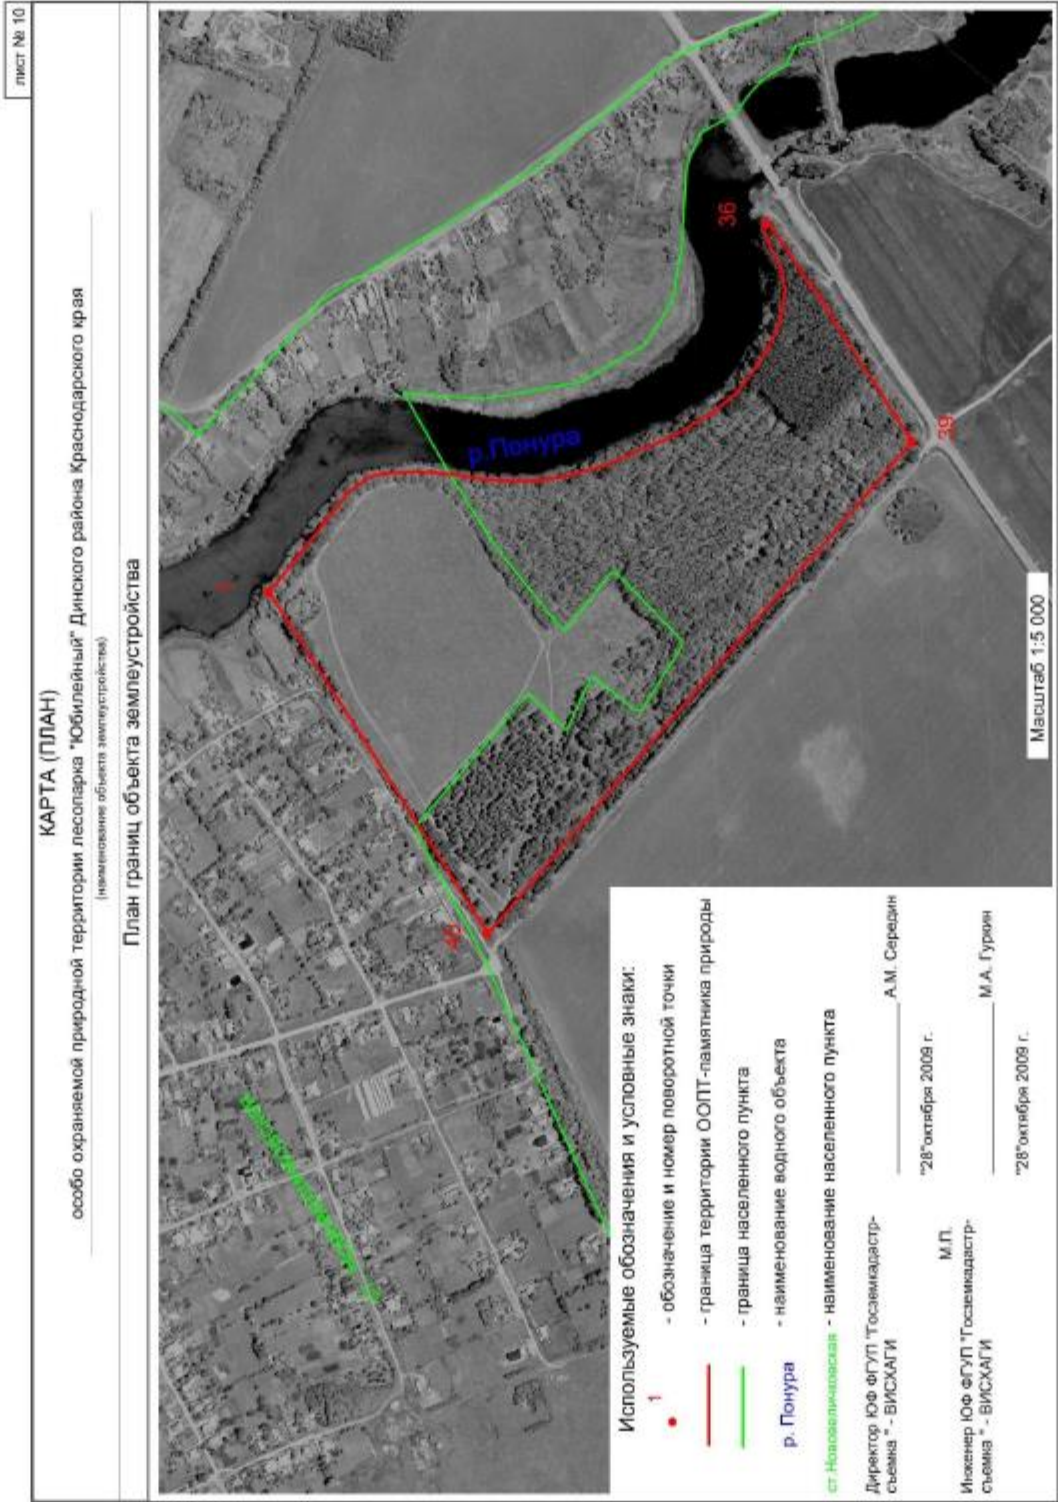 лист № 10
КАРТА (ПЛАН)
особо охраняемой природной территории лесопарка "Юбилейный" Динского района Краснодарского края
(наименование объекта землеустройства)
План границ объекта землеустройства
36
р.Понура
39
Масштаб 1:5 000
Используемые обозначения и условные знаки:
1 - обозначение и номер поворотной точки
- граница территории ООПТ-памятника природы
- граница населенного пункта
р. Понура - наименование водного объекта
ст.Нововеличковская - наименование населенного пункта
Директор ЮФ ФГУП "Госземкадастр-
съемка " - ВИСХАГИ
А.М. Середин
"28"октября 2009 г.
М.П.
Инженер ЮФ ФГУП "Госземкадастр-
съемка " - ВИСХАГИ
М.А. Гуркин
"28"октября 2009 г.